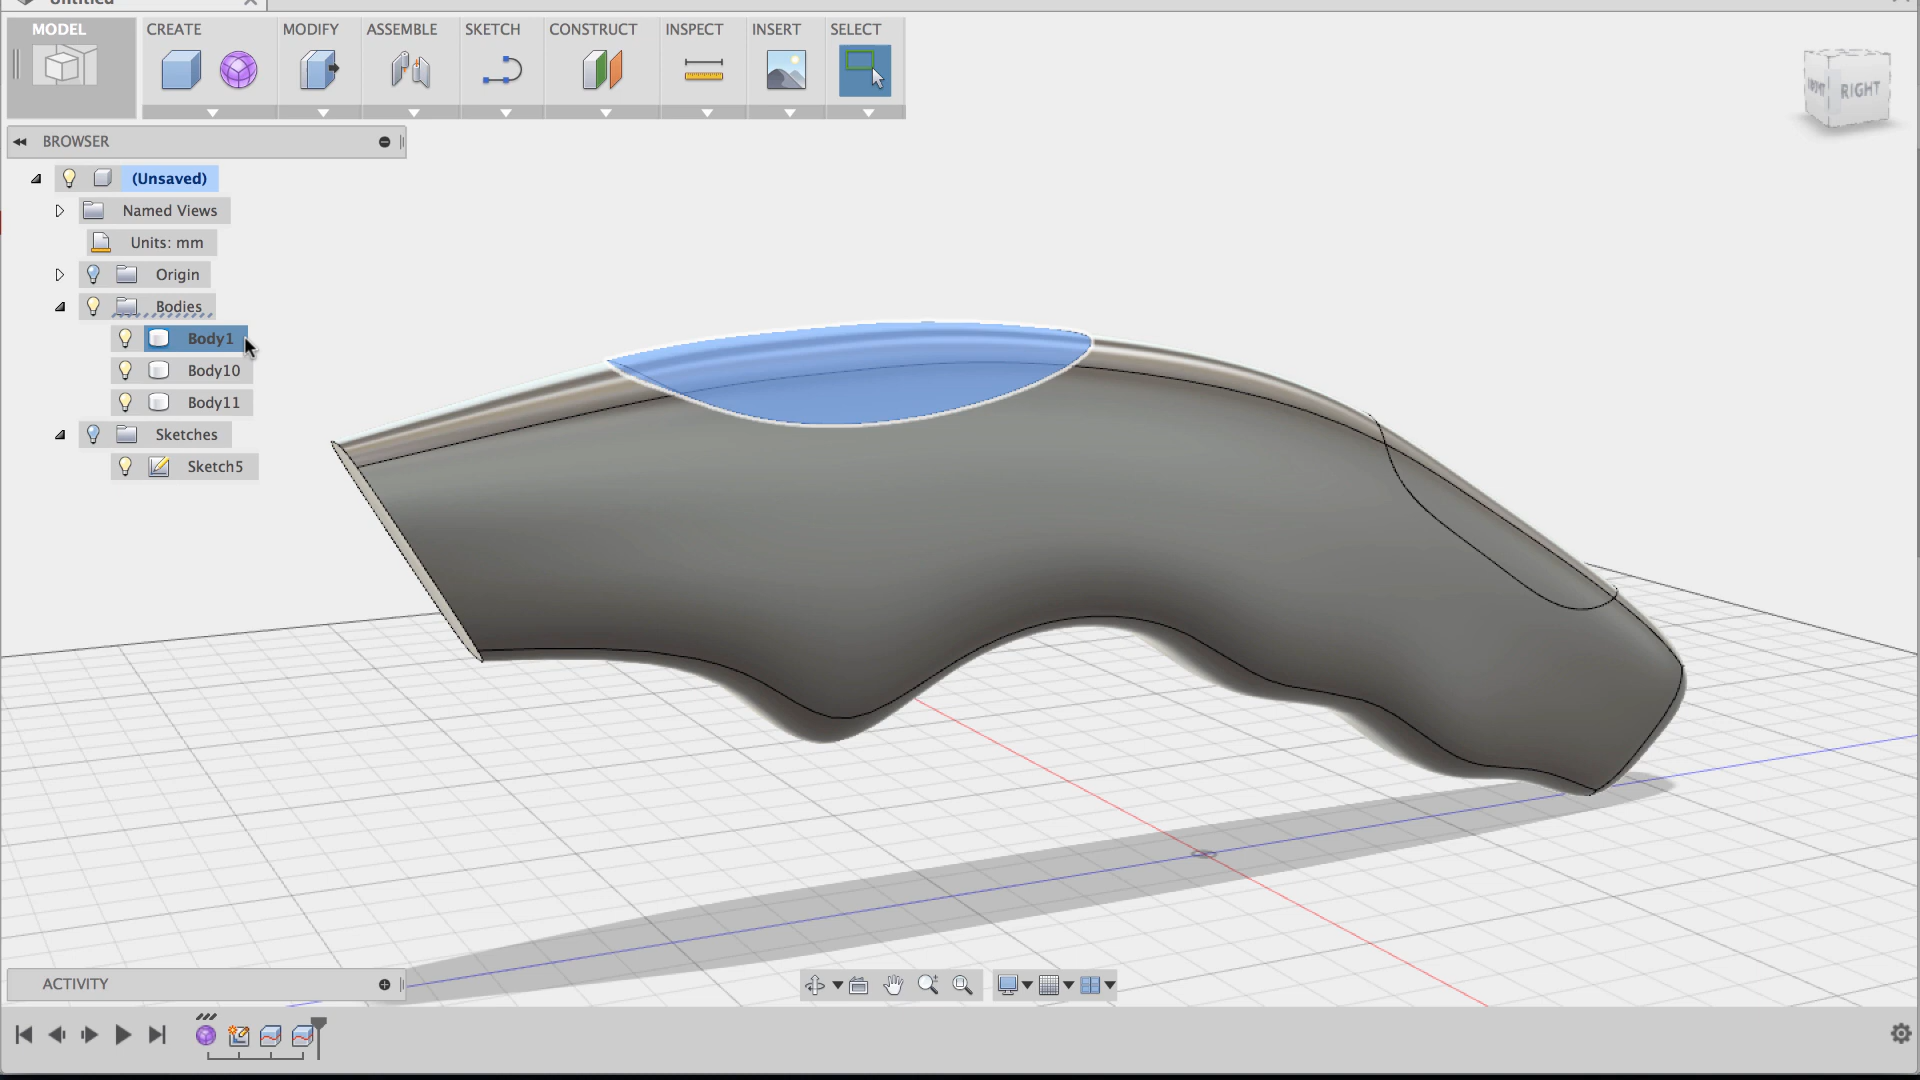 Untitled
MODEL
CREATE
MODIFY
ASSEMBLE
SKETCH
CONSTRUCT
INSPECT
INSERT
SELECT
RIGHT
BROWSER
(Unsaved)
Named Views
Units: mm
Origin
Bodies
Body1
Body10
Body11
Sketches
Sketch5
ACTIVITY